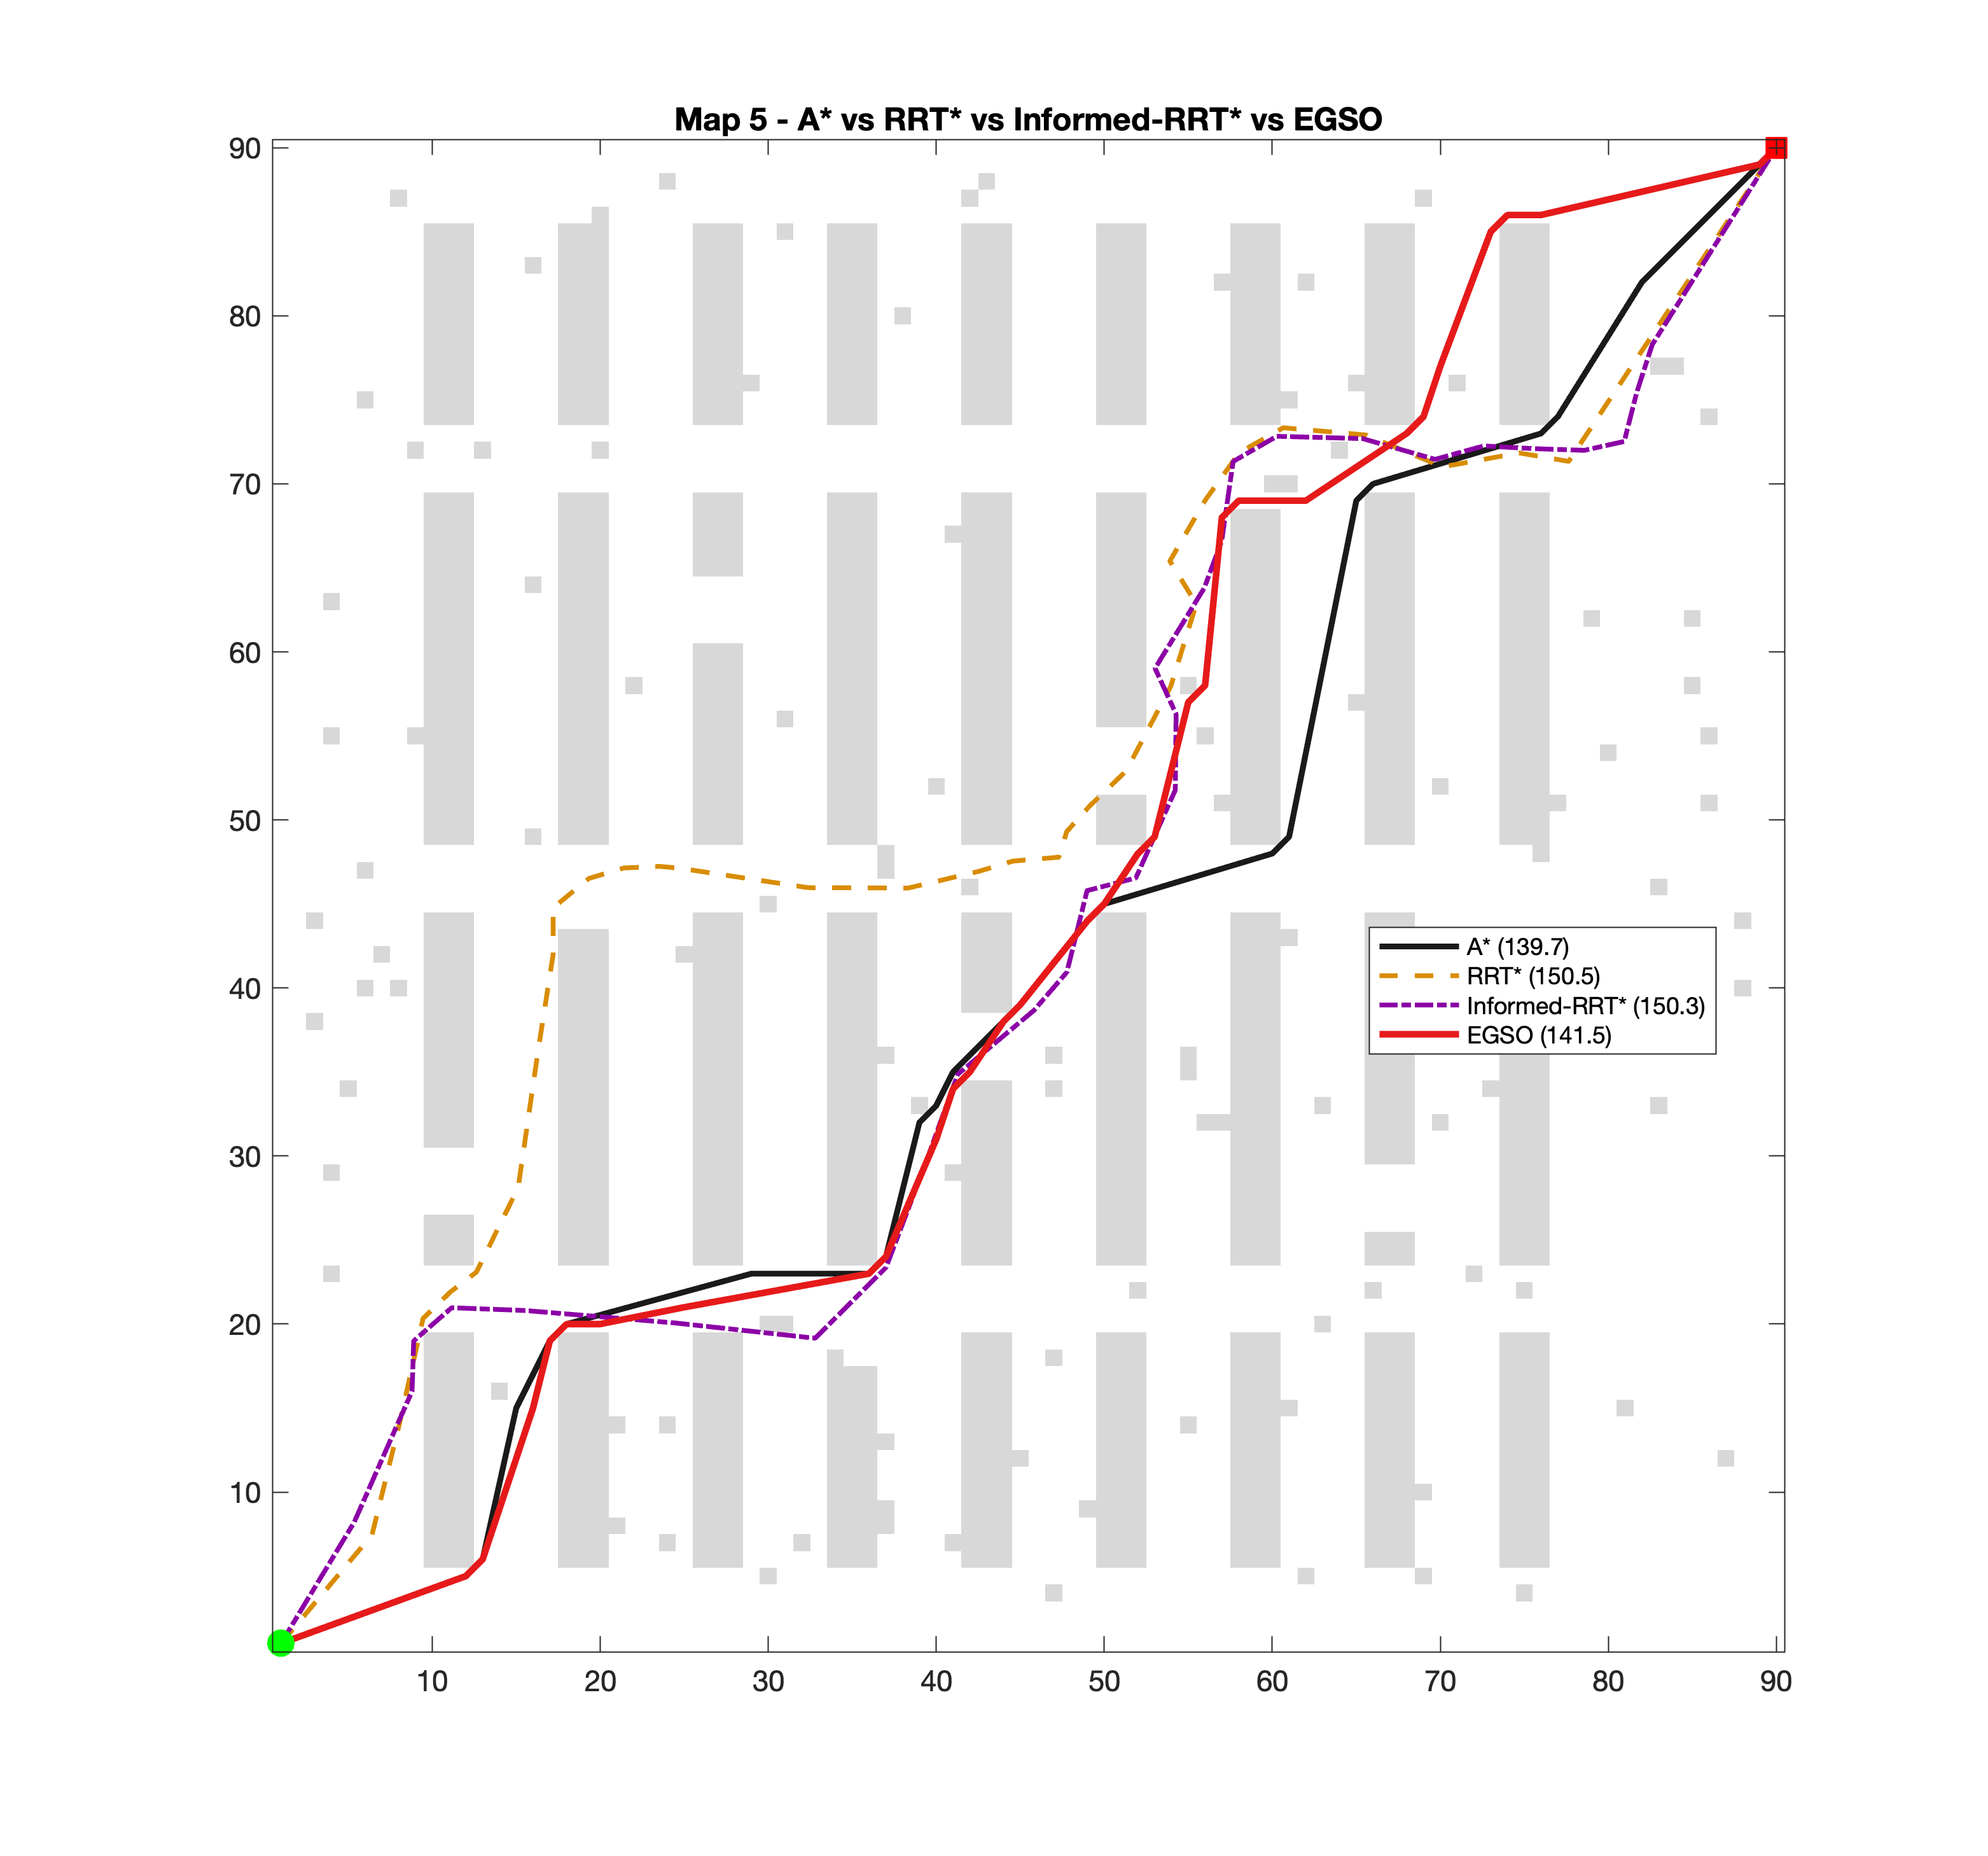 Map 5 - A* vs RRT* vs Informed-RRT* vs EGSO
90
80
70
60
50
40
30
20
10
A* (139.7)
RRT* (150.5)
Informed-RRT* (150.3)
EGSO (141.5)
10 20 30 40 50 60 70 80 90